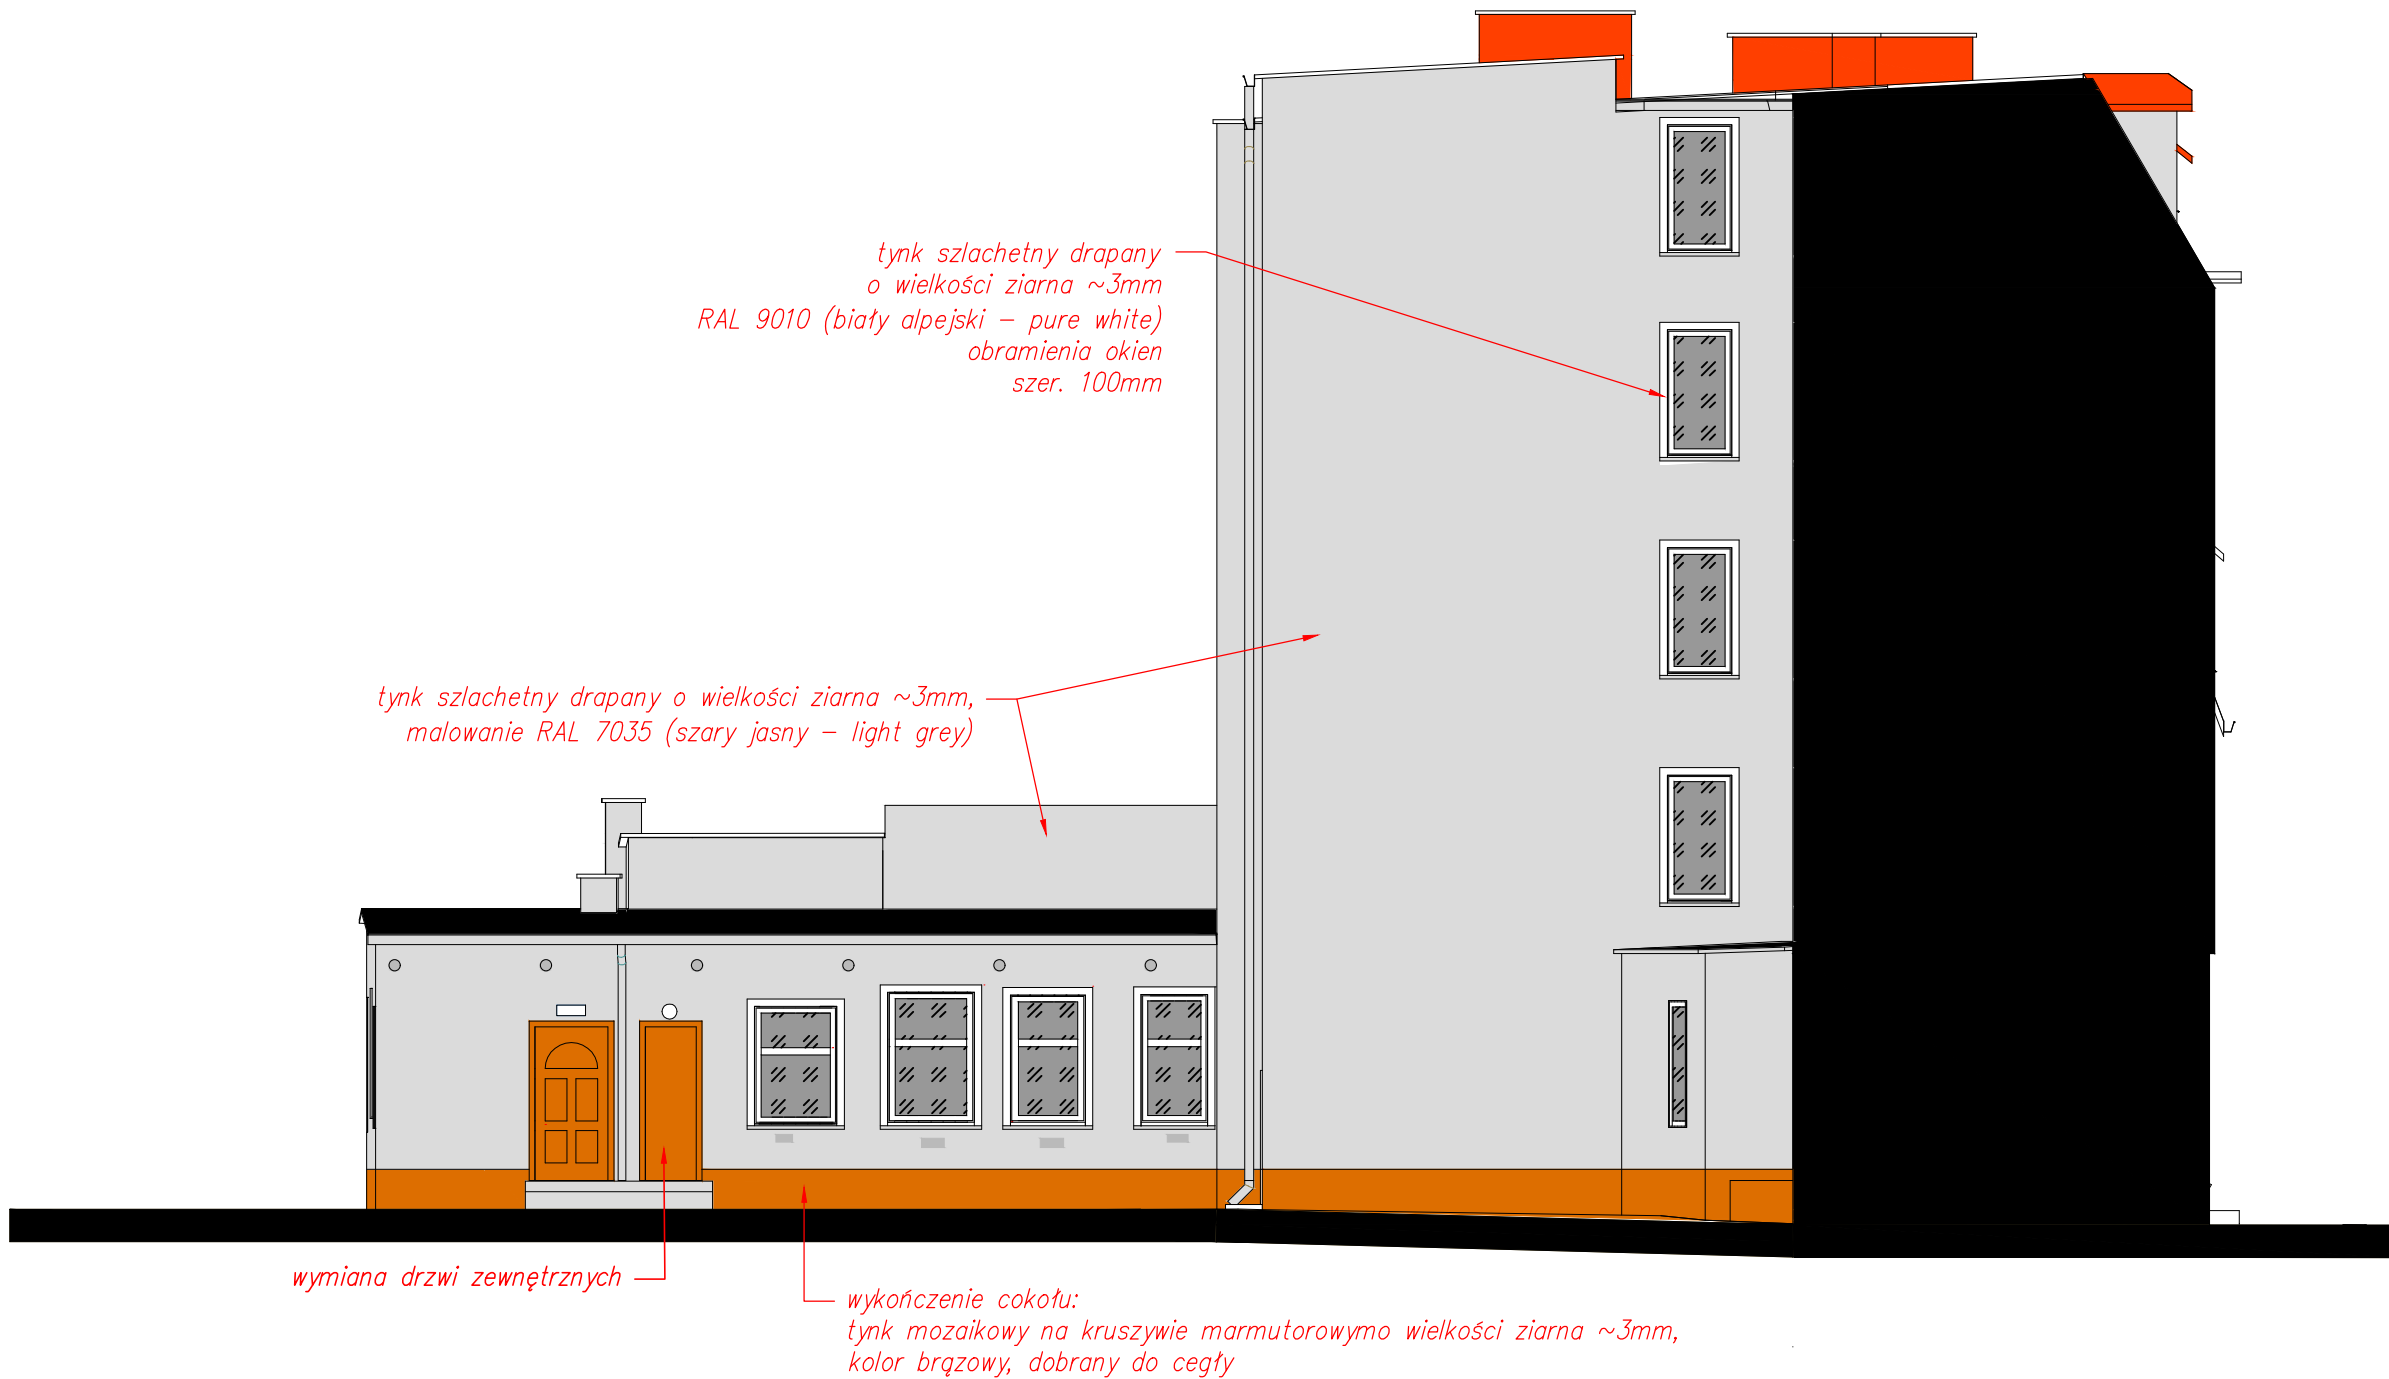 tynk szlachetny drapany
o wielkości ziarna ~3mm
RAL 9010 (biały alpejski – pure white)
obramienia okien
szer. 100mm
tynk szlachetny drapany o wielkości ziarna ~3mm,
malowanie RAL 7035 (szary jasny – light grey)
wymiana drzwi zewnętrznych
wykończenie cokołu:
tynk mozaikowy na kruszywie marmutorowymo wielkości ziarna ~3mm,
kolor brązowy, dobrany do cegły